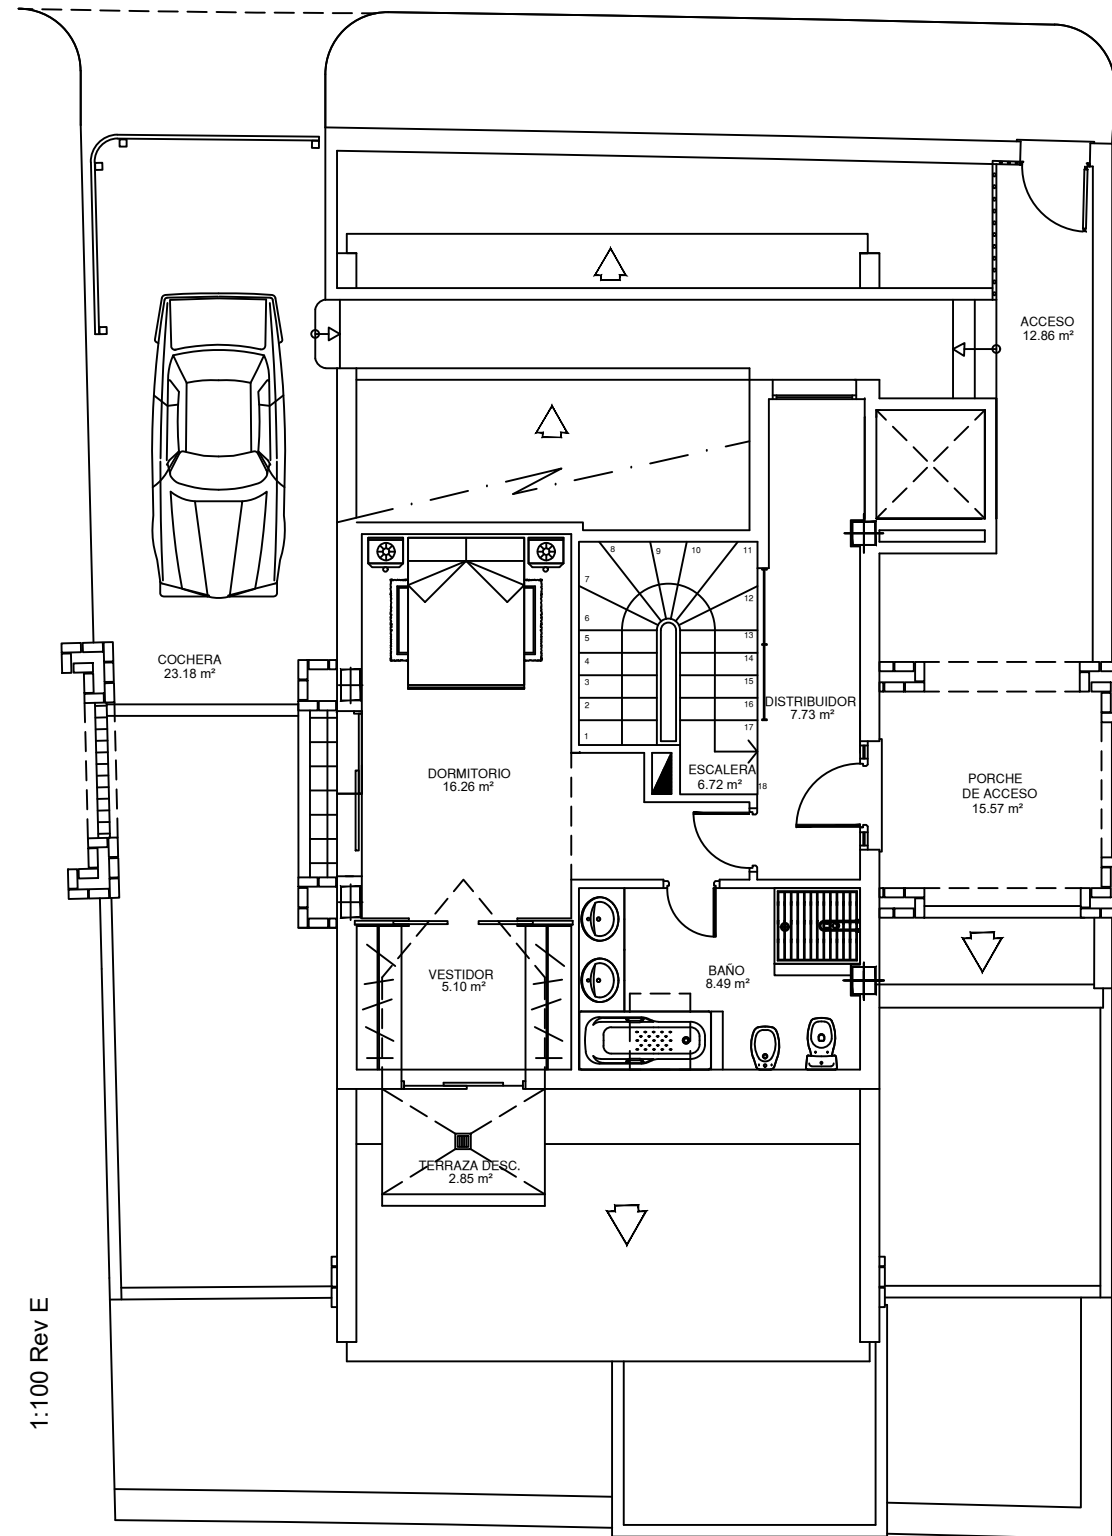 ACCESO
12.86 m²
8
9
10
11
7
12
6
5
13
4
14
3
15
2
16
1
17
18
COCHERA
23.18 m²
DISTRIBUIDOR
7.73 m²
ESCALERA
6.72 m²
DORMITORIO
16.26 m²
PORCHE
DE ACCESO
15.57 m²
VESTIDOR
5.10 m²
BAÑO
8.49 m²
TERRAZA DESC.
2.85 m²
1:100 Rev E